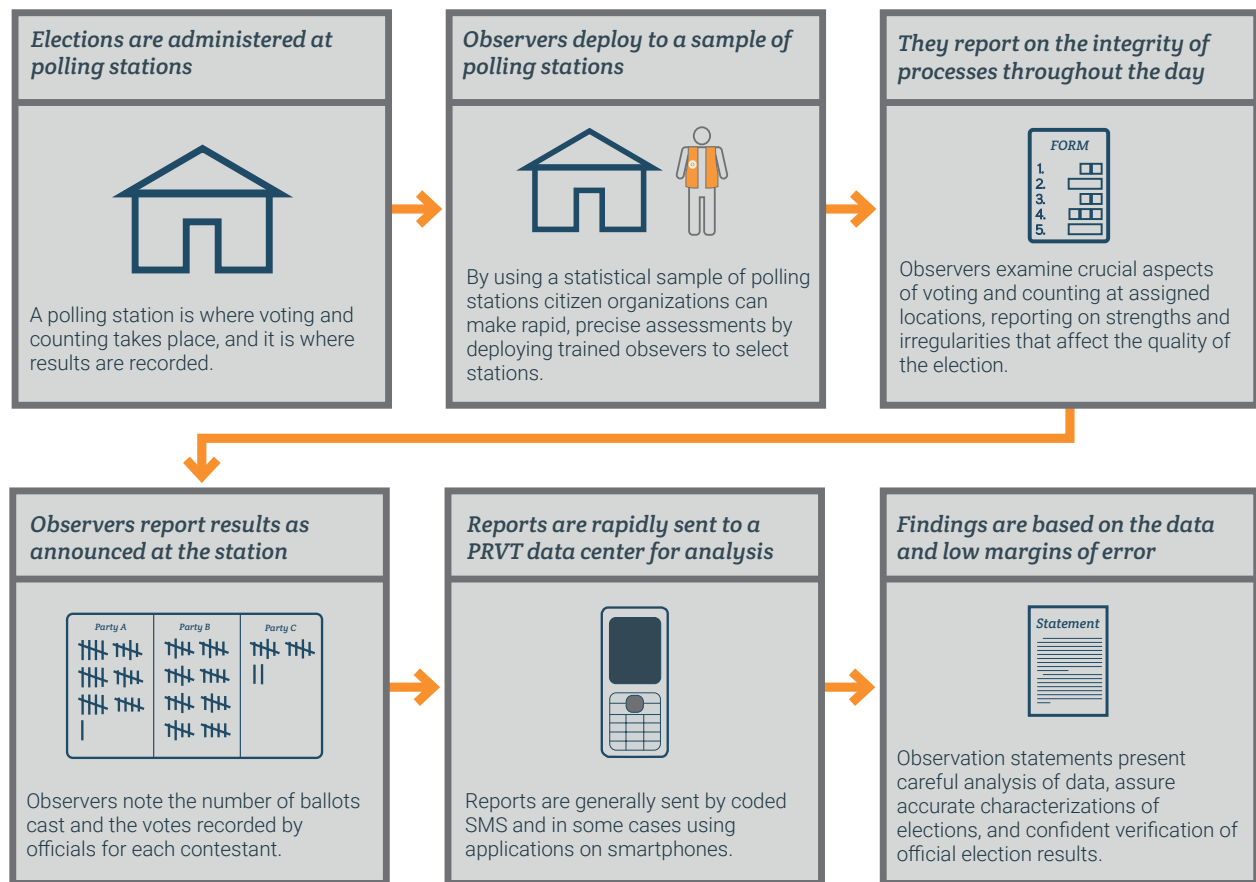 Elections are administered at
polling stations
A polling station is where voting and
counting takes place, and it is where
results are recorded.
Observers deploy to a sample of
polling stations
By using a statistical sample of polling
stations citizen organizations can
make rapid, precise assessments by
deploying trained obsevers to select
stations.
They report on the integrity of
processes throughout the day
FORM
1.
2.
3.
4.
5.
Observers examine crucial aspects
of voting and counting at assigned
locations, reporting on strengths and
irregularities that affect the quality of
the election.
Observers report results as
announced at the station
Party A
Party B
Party C
Observers note the number of ballots
cast and the votes recorded by
officials for each contestant.
Reports are rapidly sent to a
PRVT data center for analysis
Reports are generally sent by coded
SMS and in some cases using
applications on smartphones.
Findings are based on the data
and low margins of error
Statement
Observation statements present
careful analysis of data, assure
accurate characterizations of
elections, and confident verification of
official election results.